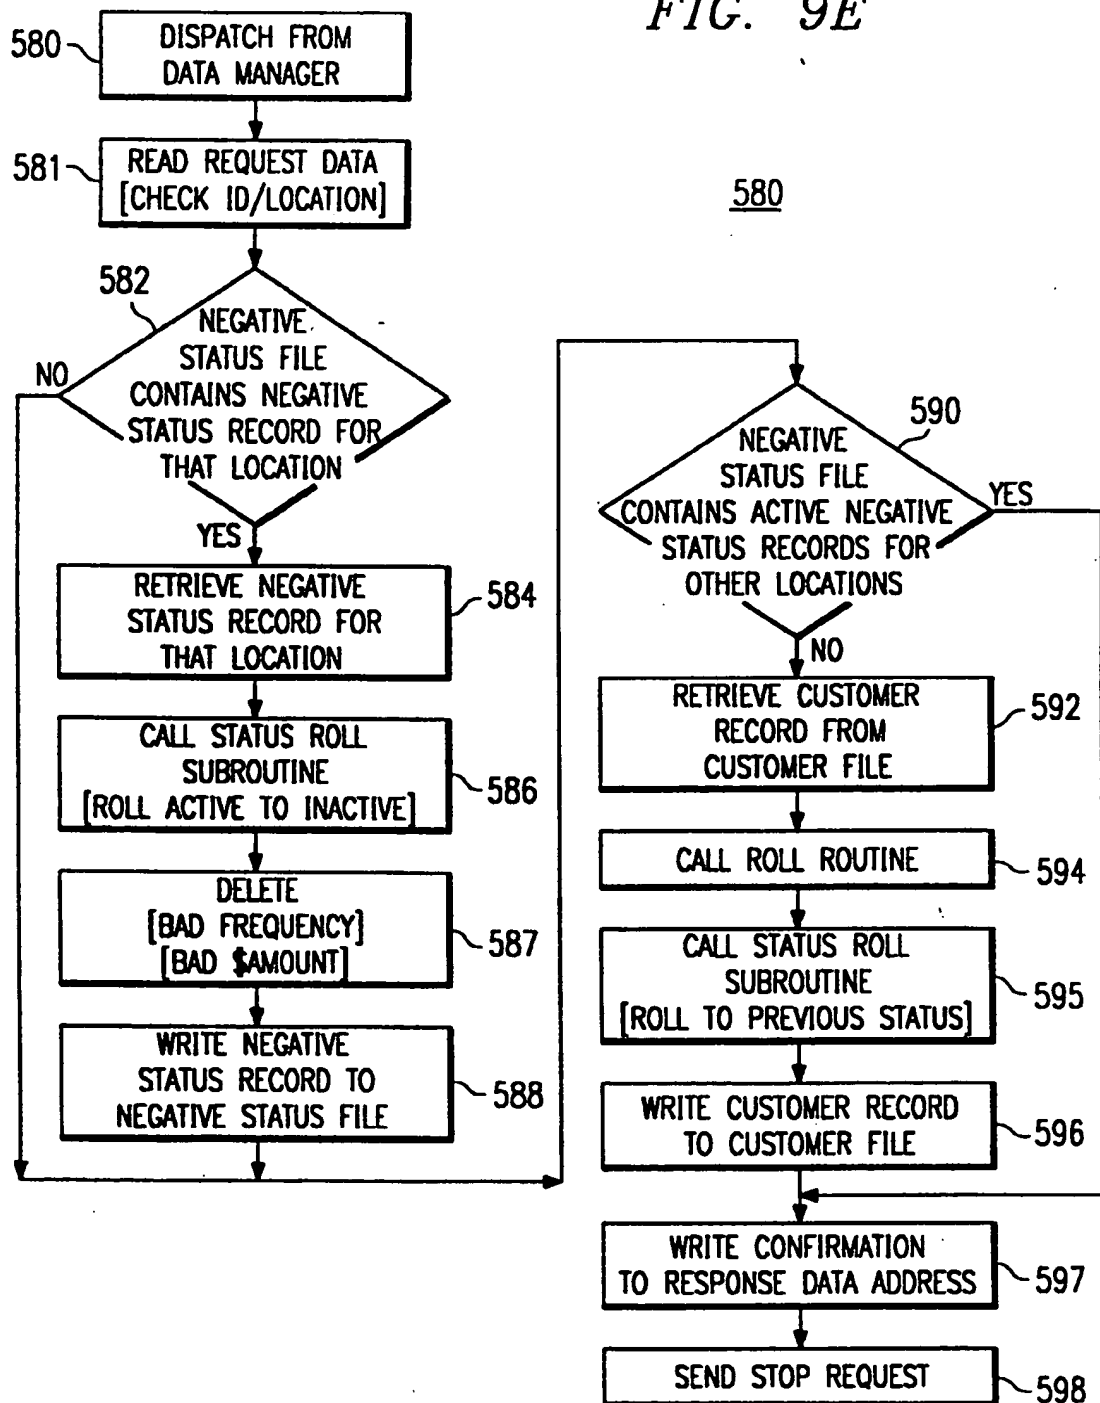 FIG. 9E
580
DISPATCH FROM
DATA MANAGER
581
READ REQUEST DATA
[CHECK ID/LOCATION]
580
582
NEGATIVE
STATUS FILE
CONTAINS NEGATIVE
STATUS RECORD FOR
THAT LOCATION
NO
YES
RETRIEVE NEGATIVE
STATUS RECORD FOR
THAT LOCATION
584
CALL STATUS ROLL
SUBROUTINE
[ROLL ACTIVE TO INACTIVE]
586
DELETE
[BAD FREQUENCY]
[BAD $AMOUNT]
587
WRITE NEGATIVE
STATUS RECORD TO
NEGATIVE STATUS FILE
588
590
NEGATIVE
STATUS FILE
CONTAINS ACTIVE NEGATIVE
STATUS RECORDS FOR
OTHER LOCATIONS
YES
NO
RETRIEVE CUSTOMER
RECORD FROM
CUSTOMER FILE
592
CALL ROLL ROUTINE
594
CALL STATUS ROLL
SUBROUTINE
[ROLL TO PREVIOUS STATUS]
595
WRITE CUSTOMER RECORD
TO CUSTOMER FILE
596
WRITE CONFIRMATION
TO RESPONSE DATA ADDRESS
597
SEND STOP REQUEST
598